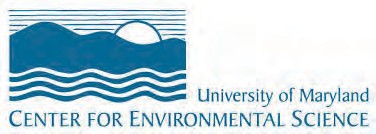 University of Maryland
CENTER FOR ENVIRONMENTAL SCIENCE